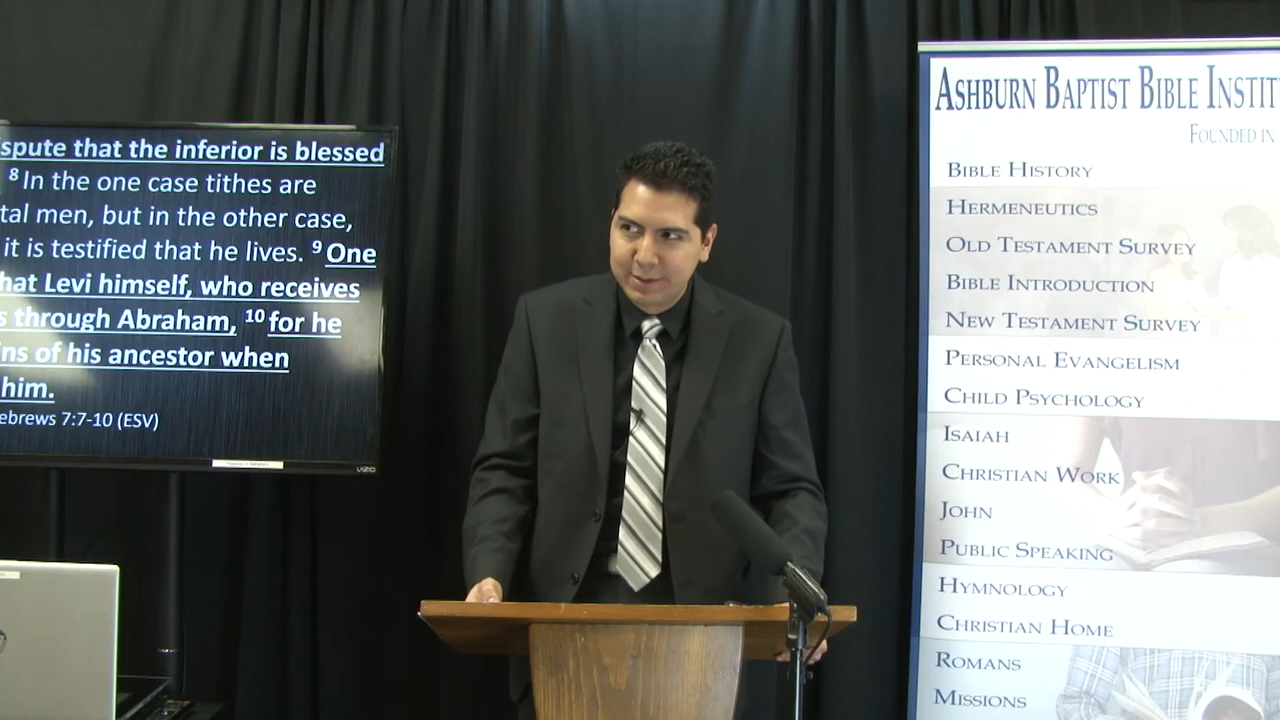 spute that the inferior is blessed
8 In the one case tithes are
tal men, but in the other case,
it is testified that he lives. 9 One
hat Levi himself, who receives
s through Abraham, 10 for he
ins of his ancestor when
him.
ebrews 7:7-10 (ESV)
VIZIO
ASHBURN BAPTIST BIBLE INSTIT
FOUNDED IN
BIBLE HISTORY
HERMENEUTICS
OLD TESTAMENT SURVEY
BIBLE INTRODUCTION
NEW TESTAMENT SURVEY
PERSONAL EVANGELISM
CHILD PSYCHOLOGY
ISAIAH
CHRISTIAN WORK
JOHN
PUBLIC SPEAKING
HYMNOLOGY
CHRISTIAN HOME
ROMANS
MISSIONS